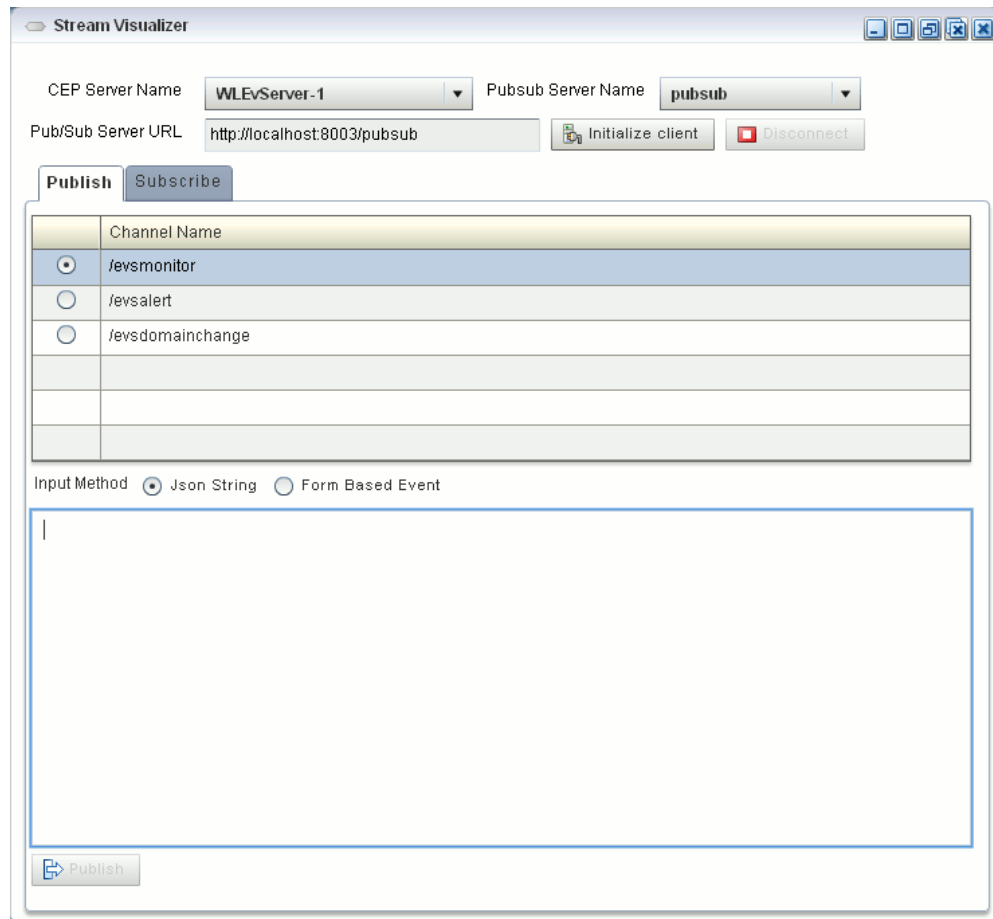 Stream Visualizer
CEP Server Name WLEvServer-1 Pubsub Server Name pubsub
Pub/Sub Server URL http://localhost:8003/pubsub Initialize client Disconnect
Publish Subscribe
Channel Name
/evsmonitor
/evsalert
/evsdomainchange
Input Method Json String Form Based Event
Publish